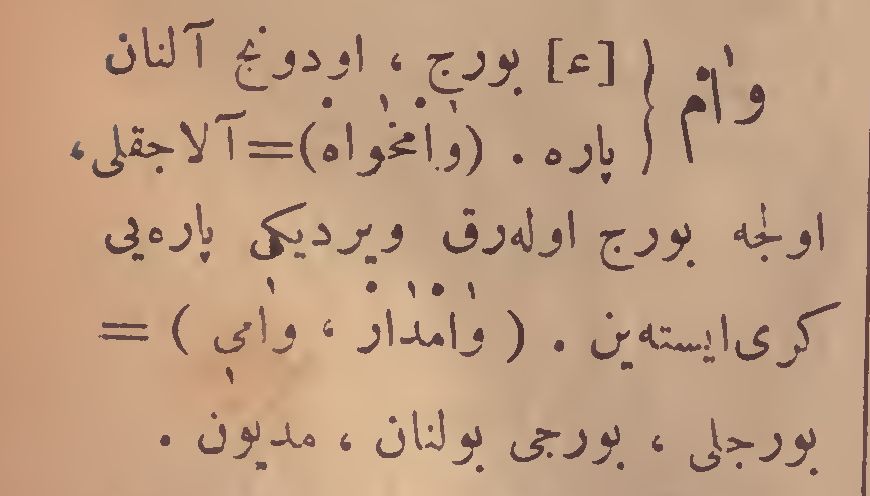 وام { [ء] بورج ، اودونج آلنان
پاره . (وامخواه)=آلاجقلی،
اولجه بورج اوله‌رق ویردیکی پاره‌یی
کری ایسته‌ین . ( وامدار ، وامی ) =
بورجلی ، بورجی بولنان ، مدیون .